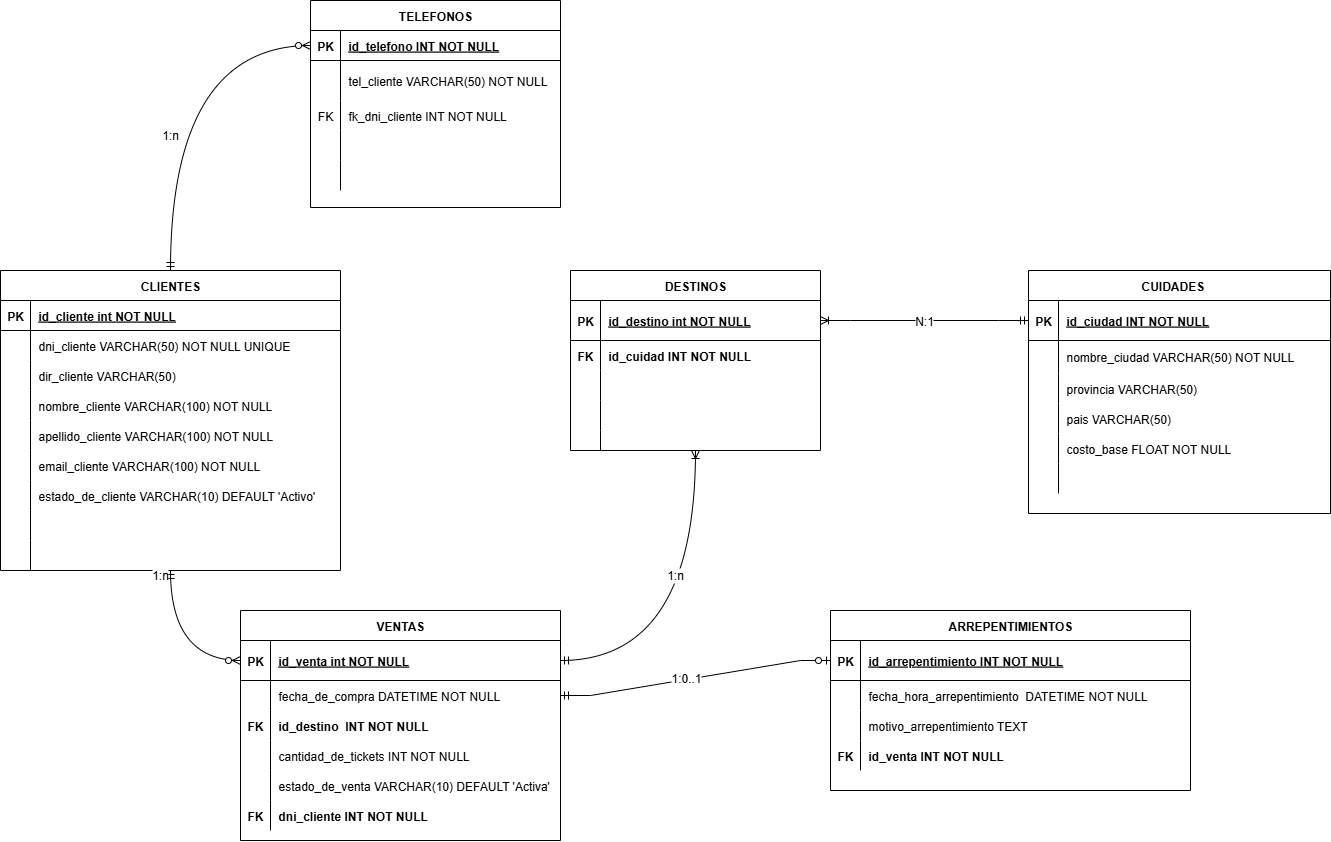 TELEFONOS
PK id_telefono INT NOT NULL
tel_cliente VARCHAR(50) NOT NULL
FK fk_dni_cliente INT NOT NULL
1:n
CLIENTES
PK id_cliente int NOT NULL
dni_cliente VARCHAR(50) NOT NULL UNIQUE
dir_cliente VARCHAR(50)
nombre_cliente VARCHAR(100) NOT NULL
apellido_cliente VARCHAR(100) NOT NULL
email_cliente VARCHAR(100) NOT NULL
estado_de_cliente VARCHAR(10) DEFAULT 'Activo'
1:n
DESTINOS
PK id_destino int NOT NULL
FK id_cuidad INT NOT NULL
N:1
CUIDADES
PK id_ciudad INT NOT NULL
nombre_ciudad VARCHAR(50) NOT NULL
provincia VARCHAR(50)
pais VARCHAR(50)
costo_base FLOAT NOT NULL
1:n
VENTAS
PK id_venta int NOT NULL
fecha_de_compra DATETIME NOT NULL
FK id_destino INT NOT NULL
cantidad_de_tickets INT NOT NULL
estado_de_venta VARCHAR(10) DEFAULT 'Activa'
FK dni_cliente INT NOT NULL
1:0..1
ARREPENTIMIENTOS
PK id_arrepentimiento INT NOT NULL
fecha_hora_arrepentimiento DATETIME NOT NULL
motivo_arrepentimiento TEXT
FK id_venta INT NOT NULL